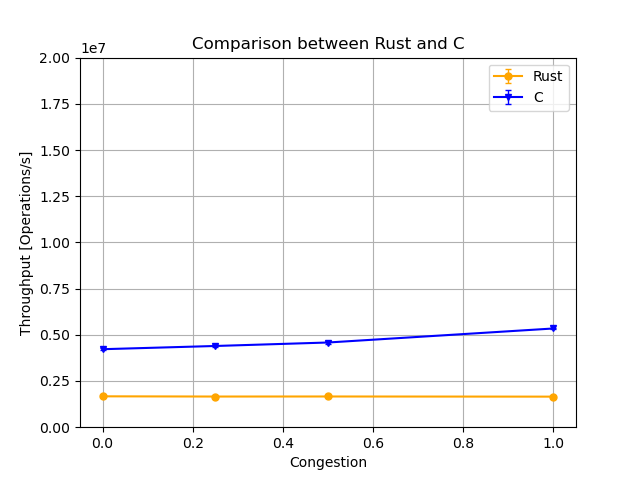 Comparison between Rust and C
1e7
2.00
1.75
1.50
1.25
1.00
0.75
0.50
0.25
0.00
Throughput [Operations/s]
Rust
C
0.0 0.2 0.4 0.6 0.8 1.0
Congestion